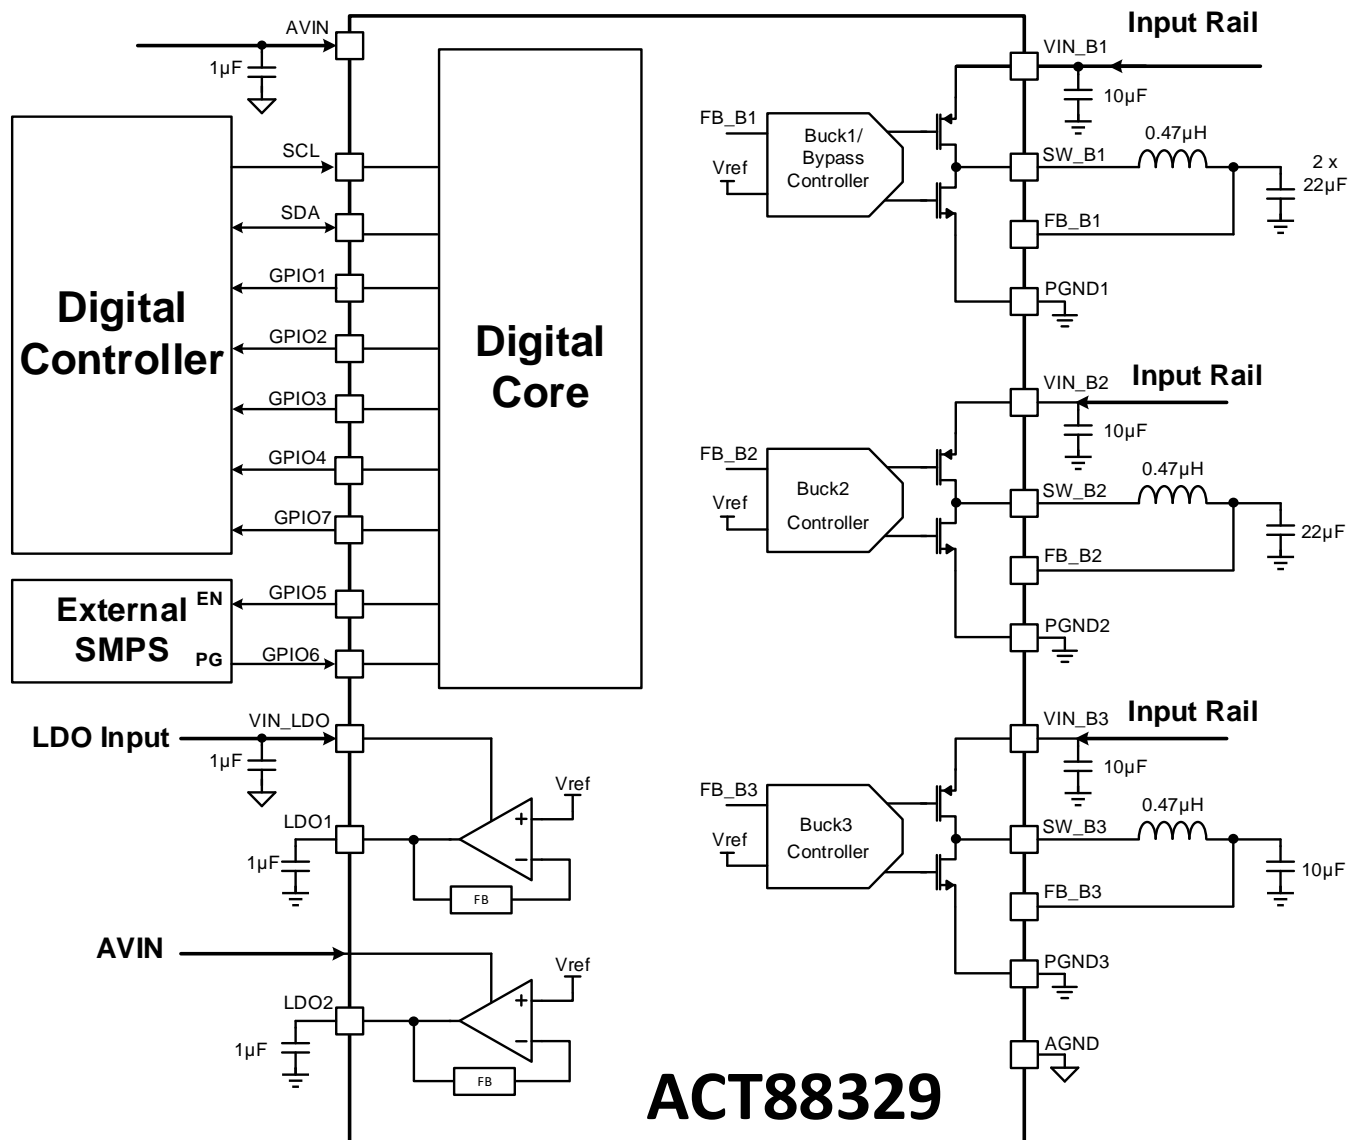 AVIN
1µF
SCL
SDA
GPIO1
GPIO2
GPIO3
GPIO4
GPIO7
Digital
Controller
GPIO5
GPIO6
External
SMPS
EN
PG
Digital
Core
LDO Input
VIN_LDO
1µF
LDO1
1µF
Vref
+
−
FB
AVIN
LDO2
1µF
Vref
+
−
FB
Input Rail
VIN_B1
10µF
FB_B1
Vref
Buck1/
Bypass
Controller
SW_B1
0.47µH
2 x
22µF
FB_B1
PGND1
Input Rail
VIN_B2
10µF
FB_B2
Vref
Buck2
Controller
SW_B2
0.47µH
22µF
FB_B2
PGND2
Input Rail
VIN_B3
10µF
FB_B3
Vref
Buck3
Controller
SW_B3
0.47µH
10µF
FB_B3
PGND3
AGND
ACT88329